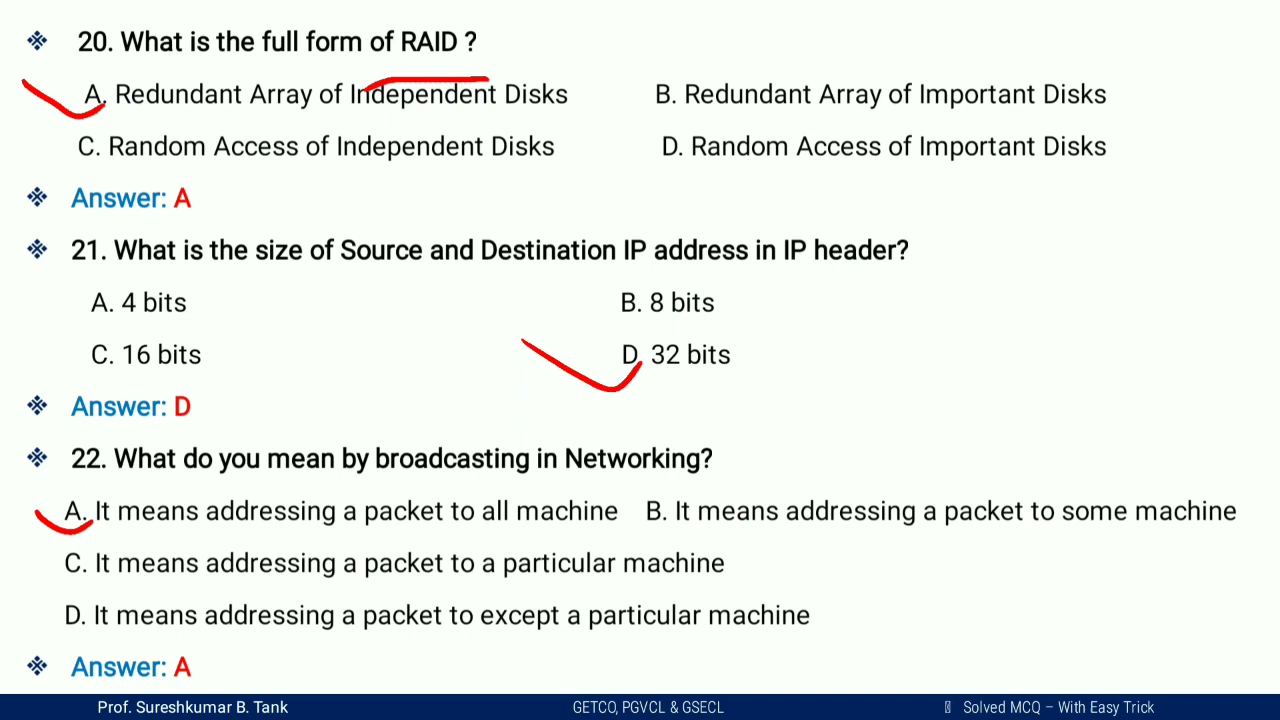 20. What is the full form of RAID ?
A. Redundant Array of Independent Disks B. Redundant Array of Important Disks
C. Random Access of Independent Disks D. Random Access of Important Disks
Answer: A
21. What is the size of Source and Destination IP address in IP header?
A. 4 bits B. 8 bits
C. 16 bits D. 32 bits
Answer: D
22. What do you mean by broadcasting in Networking?
A. It means addressing a packet to all machine B. It means addressing a packet to some machine
C. It means addressing a packet to a particular machine
D. It means addressing a packet to except a particular machine
Answer: A
Prof. Sureshkumar B. Tank GETCO, PGVCL & GSECL Solved MCQ – With Easy Trick